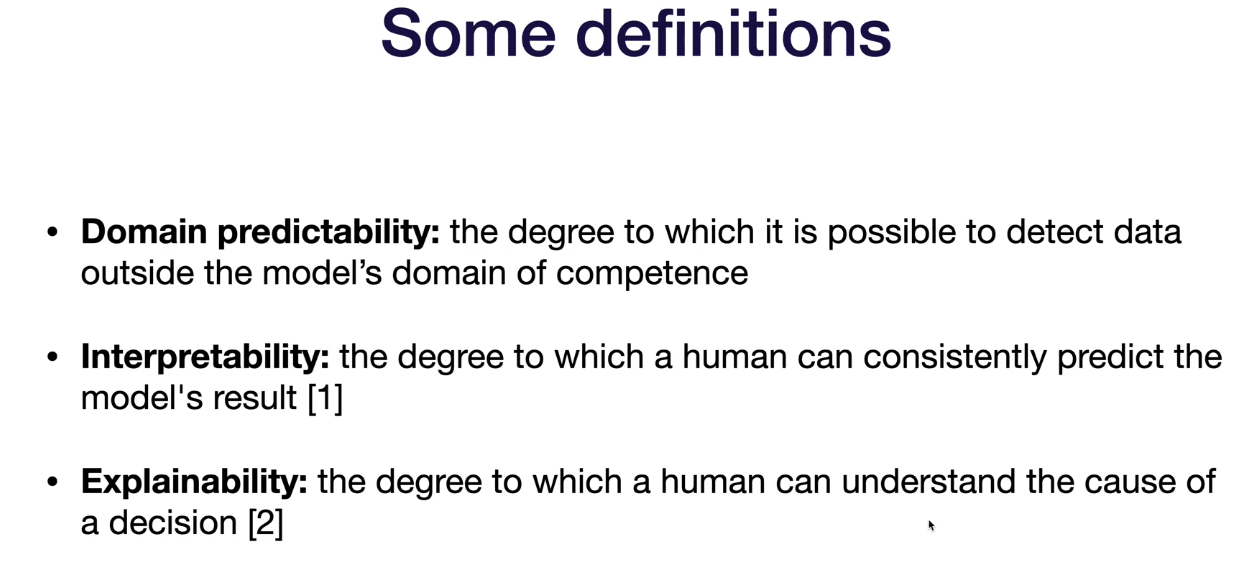 Some definitions
• Domain predictability: the degree to which it is possible to detect data
outside the model’s domain of competence
• Interpretability: the degree to which a human can consistently predict the
model's result [1]
• Explainability: the degree to which a human can understand the cause of
a decision [2]